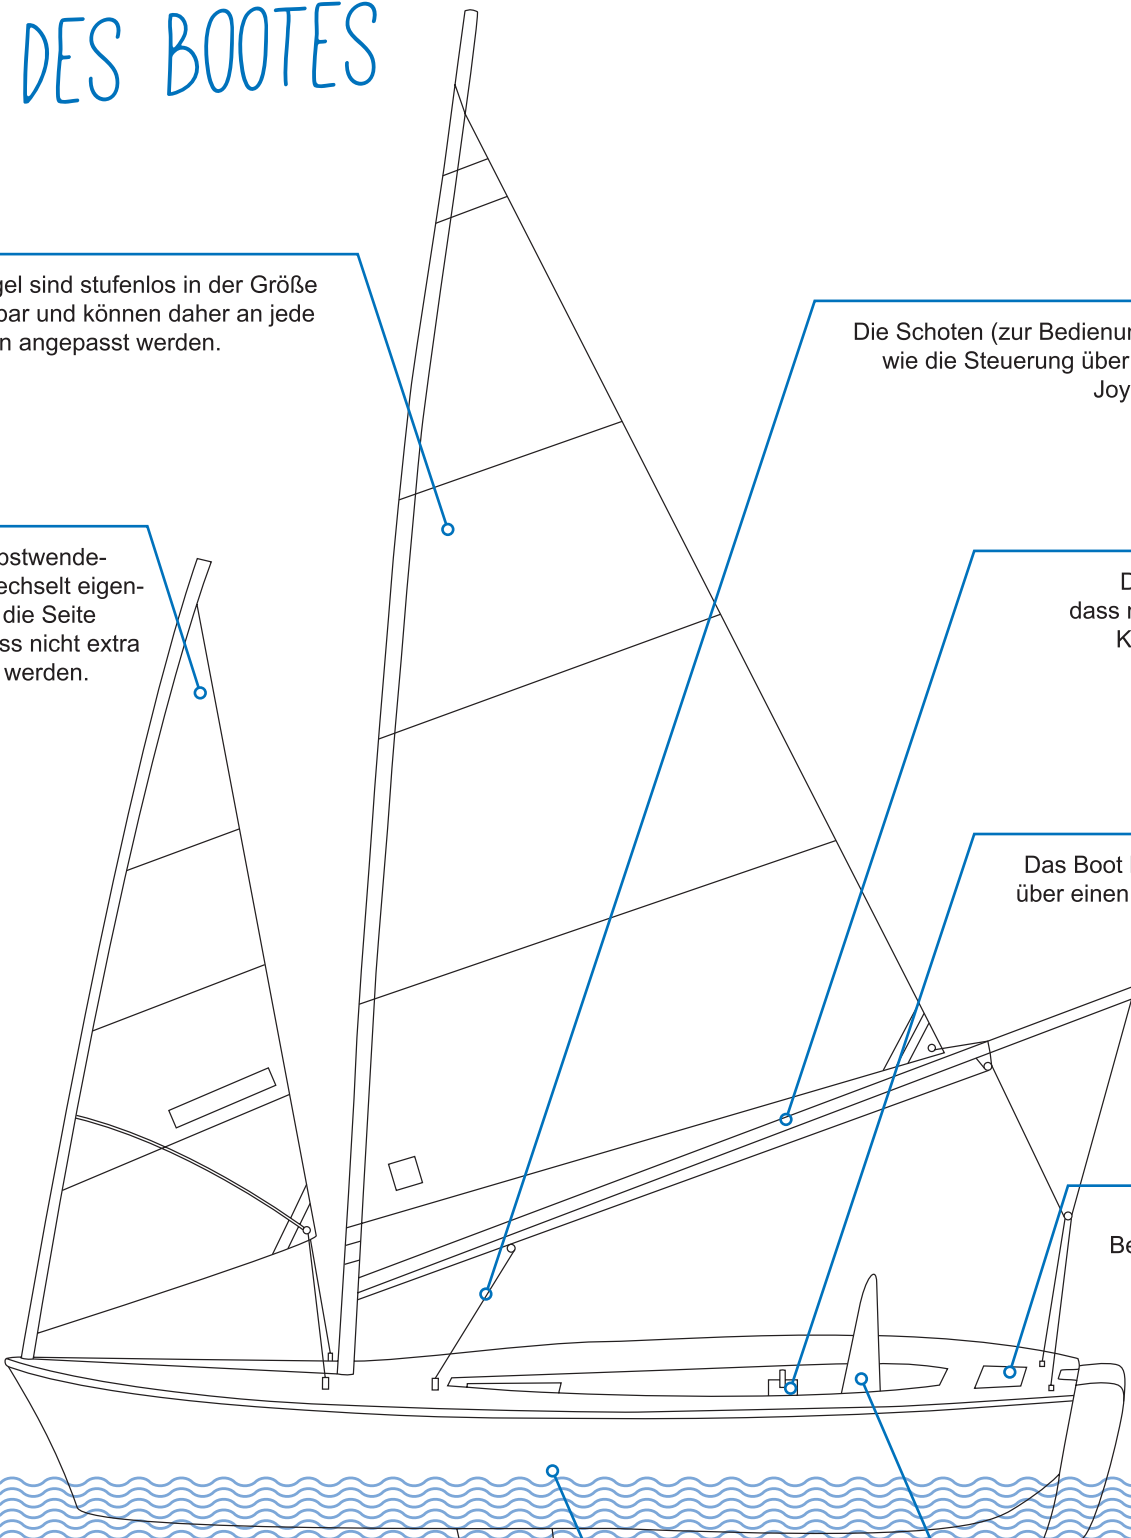 DES BOOTES
gel sind stufenlos in der Größe
bar und können daher an jede
n angepasst werden.
Die Schoten (zur Bedienun
wie die Steuerung über
Joy
bstwende-
echselt eigen-
die Seite
ss nicht extra
werden.
D
dass
K
Das Boot
über einen
Be